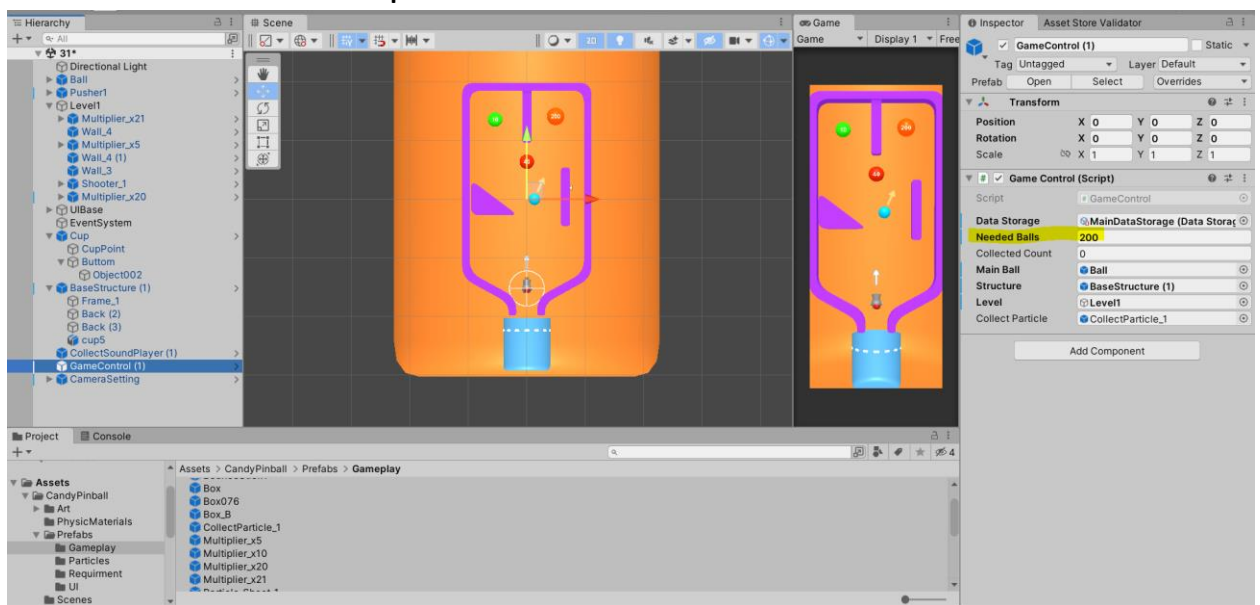 Hierarchy
All
31*
Directional Light
Ball
Pusher1
Level1
Multiplier_x21
Wall_4
Multiplier_x5
Wall_4 (1)
Wall_3
Shooter_1
Multiplier_x20
UIBase
EventSystem
Cup
CupPoint
Buttom
Object002
BaseStructure (1)
Frame_1
Back (2)
Back (3)
cup5
CollectSoundPlayer (1)
GameControl (1)
CameraSetting
Scene
2D
Game
Game Display 1 Free
Inspector Asset Store Validator
GameControl (1) Static
Tag Untagged Layer Default
Prefab Open Select Overrides
Transform
Position X 0 Y 0 Z 0
Rotation X 0 Y 0 Z 0
Scale X 1 Y 1 Z 1
Game Control (Script)
Script GameControl
Data Storage MainDataStorage (Data Storag
Needed Balls 200
Collected Count 0
Main Ball Ball
Structure BaseStructure (1)
Level Level1
Collect Particle CollectParticle_1
Add Component
Project Console
4
Assets
CandyPinball
Art
PhysicMaterials
Prefabs
Gameplay
Particles
Requirment
UI
Scenes
Assets > CandyPinball > Prefabs > Gameplay
Box
Box076
Box_B
CollectParticle_1
Multiplier_x5
Multiplier_x10
Multiplier_x20
Multiplier_x21